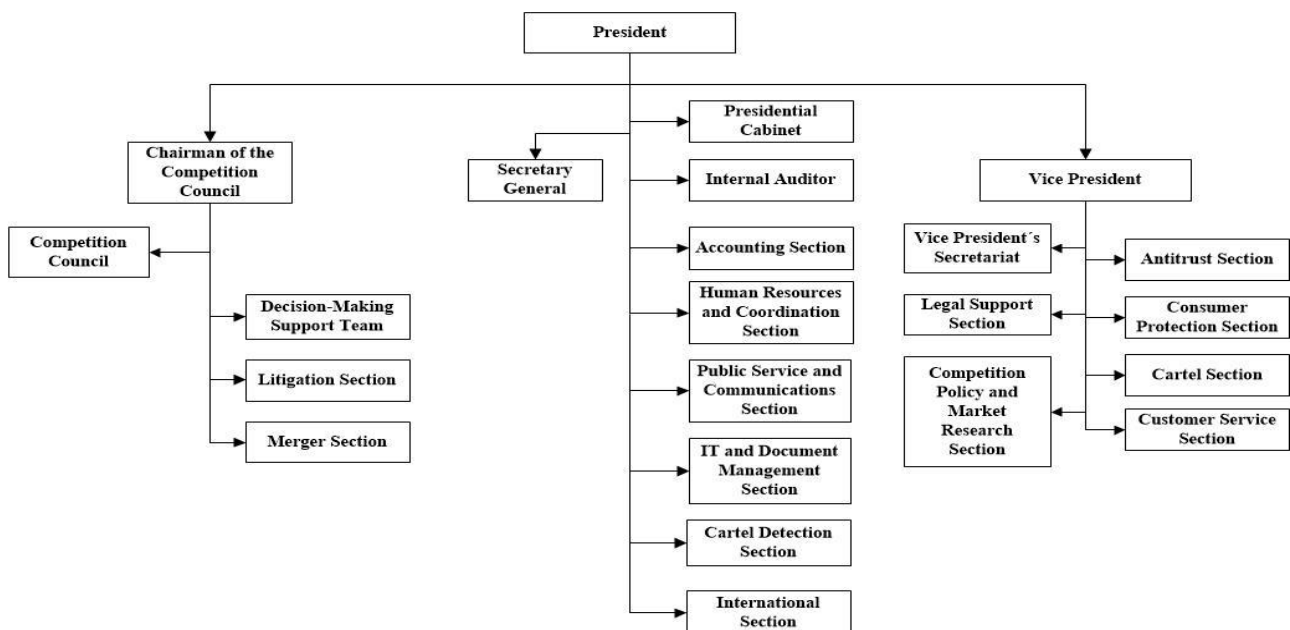 President
Chairman of the
Competition
Council
Competition
Council
Decision-Making
Support Team
Litigation Section
Merger Section
Secretary
General
Presidential
Cabinet
Internal Auditor
Accounting Section
Human Resources
and Coordination
Section
Public Service and
Communications
Section
IT and Document
Management
Section
Cartel Detection
Section
International
Section
Vice President
Vice President´s
Secretariat
Legal Support
Section
Competition
Policy and
Market
Research
Section
Antitrust Section
Consumer
Protection Section
Cartel Section
Customer Service
Section